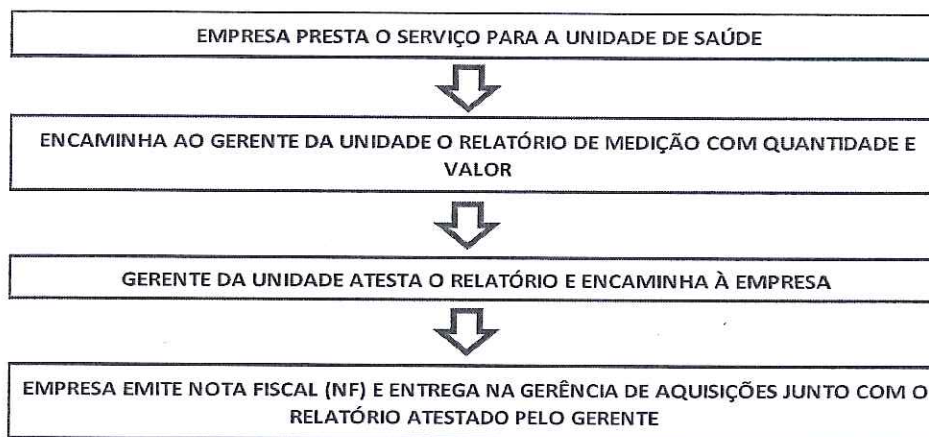 EMPRESA PRESTA O SERVIÇO PARA A UNIDADE DE SAÚDE
ENCAMINHA AO GERENTE DA UNIDADE O RELATÓRIO DE MEDIÇÃO COM QUANTIDADE E
VALOR
GERENTE DA UNIDADE ATESTA O RELATÓRIO E ENCAMINHA À EMPRESA
EMPRESA EMITE NOTA FISCAL (NF) E ENTREGA NA GERÊNCIA DE AQUISIÇÕES JUNTO COM O
RELATÓRIO ATESTADO PELO GERENTE